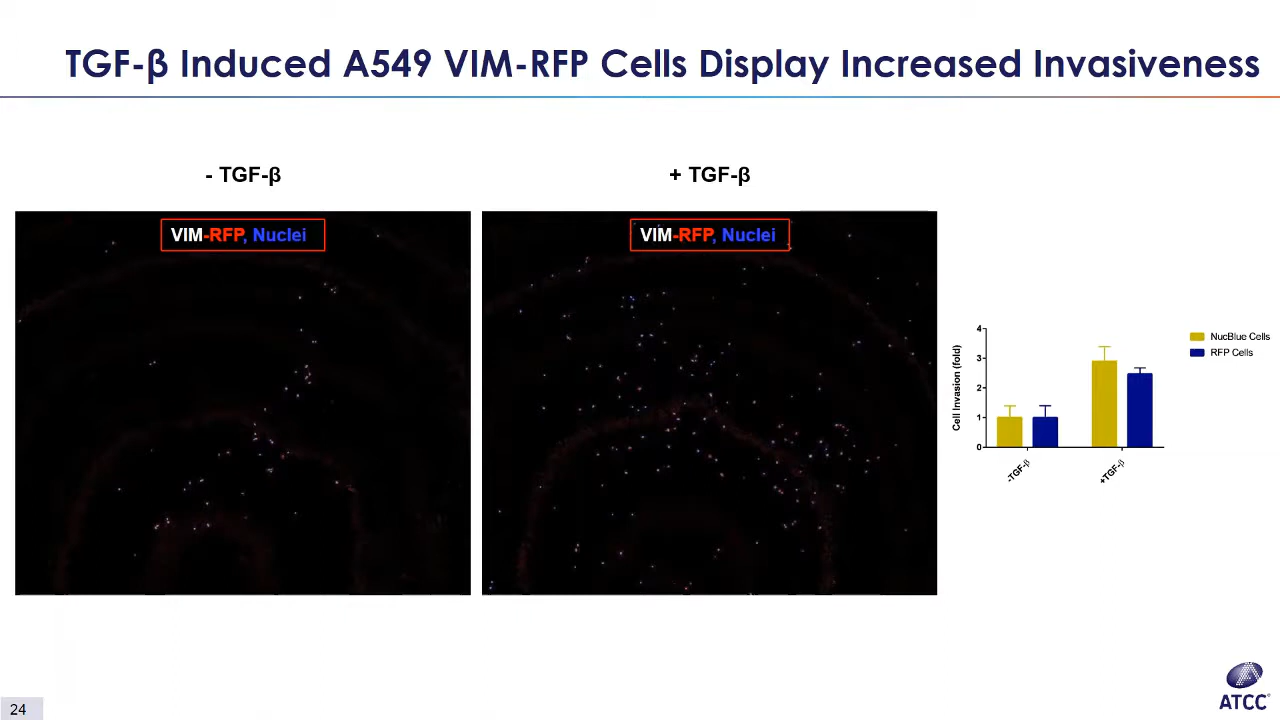 TGF-β Induced A549 VIM-RFP Cells Display Increased Invasiveness
- TGF-β
+ TGF-β
VIM-RFP, Nuclei
VIM-RFP, Nuclei
Cell Invasion (fold)
4
3
2
1
0
-TGF-β
+TGF-β
NucBlue Cells
RFP Cells
24
ATCC®